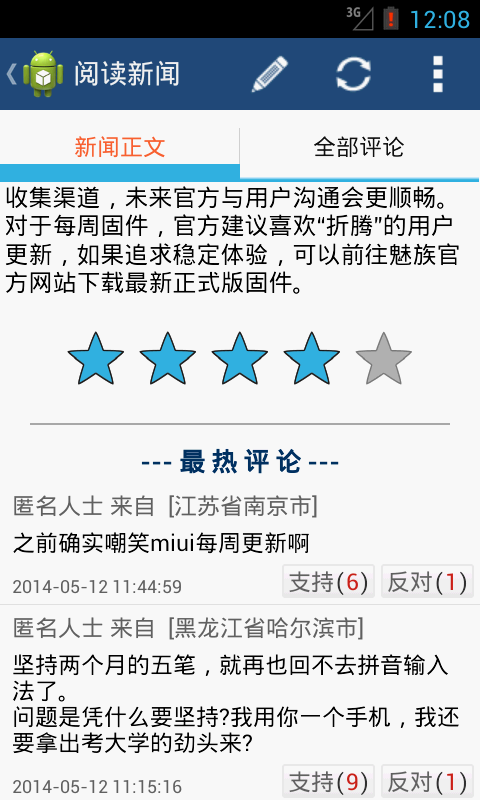 3G 12:08
阅读新闻
新闻正文 全部评论
收集渠道，未来官方与用户沟通会更顺畅。
对于每周固件，官方建议喜欢“折腾”的用户
更新，如果追求稳定体验，可以前往魅族官
方网站下载最新正式版固件。
--- 最 热 评 论 ---
匿名人士 来自 [江苏省南京市]
之前确实嘲笑miui每周更新啊
2014-05-12 11:44:59 支持(6) 反对(1)
匿名人士 来自 [黑龙江省哈尔滨市]
坚持两个月的五笔，就再也回不去拼音输入
法了。
问题是凭什么要坚持?我用你一个手机，我还
要拿出考大学的劲头来?
2014-05-12 11:15:16 支持(9) 反对(1)